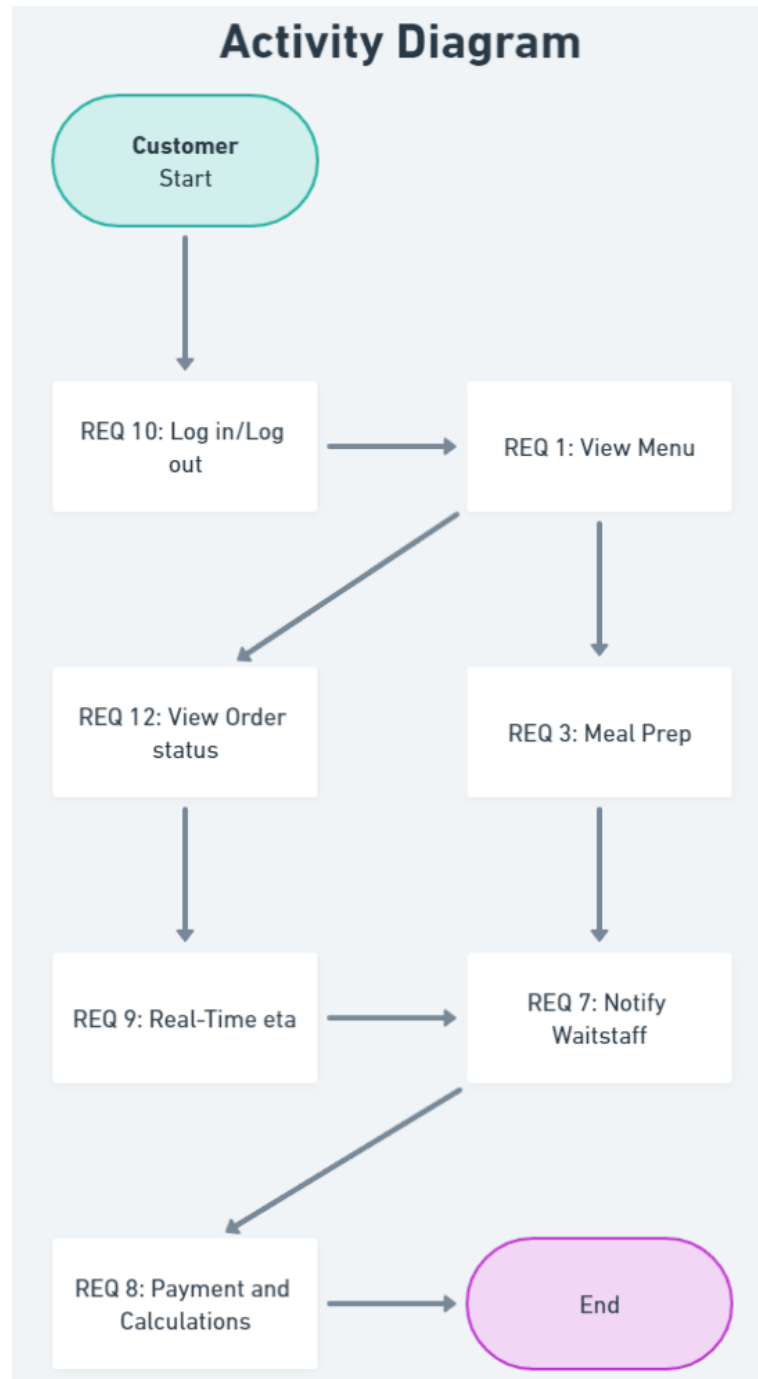 Activity Diagram
Customer
Start
REQ 10: Log in/Log
out
REQ 1: View Menu
REQ 12: View Order
status
REQ 3: Meal Prep
REQ 9: Real-Time eta
REQ 7: Notify
Waitstaff
REQ 8: Payment and
Calculations
End